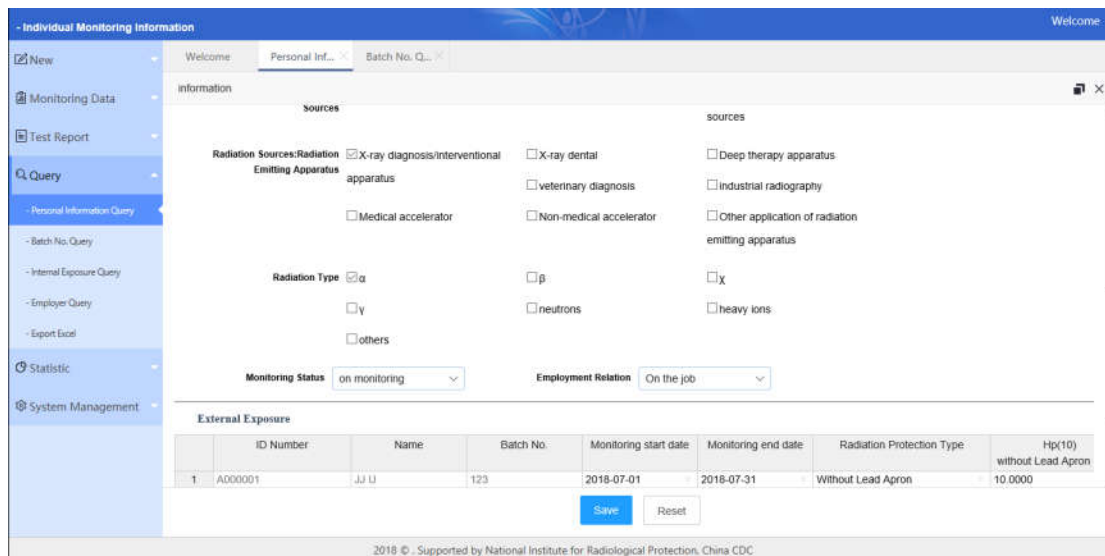 - Individual Monitoring Information
Welcome
New
Monitoring Data
Test Report
Query
- Personal Information Query
- Batch No. Query
- Internal Exposure Query
- Employer Query
- Export Excel
Statistic
System Management
Welcome Personal Inf... Batch No. Q...
information
Sources
sources
Radiation Sources:Radiation Emitting Apparatus
X-ray diagnosis/interventional apparatus
X-ray dental
Deep therapy apparatus
veterinary diagnosis
industrial radiography
Medical accelerator
Non-medical accelerator
Other application of radiation emitting apparatus
Radiation Type
α
β
χ
γ
neutrons
heavy ions
others
Monitoring Status on monitoring
Employment Relation On the job
External Exposure
ID Number Name Batch No. Monitoring start date Monitoring end date Radiation Protection Type Hp(10) without Lead Apron
1 A000001 JJ IJ 123 2018-07-01 2018-07-31 Without Lead Apron 10.0000
Save Reset
2018 © . Supported by National Institute for Radiological Protection, China CDC